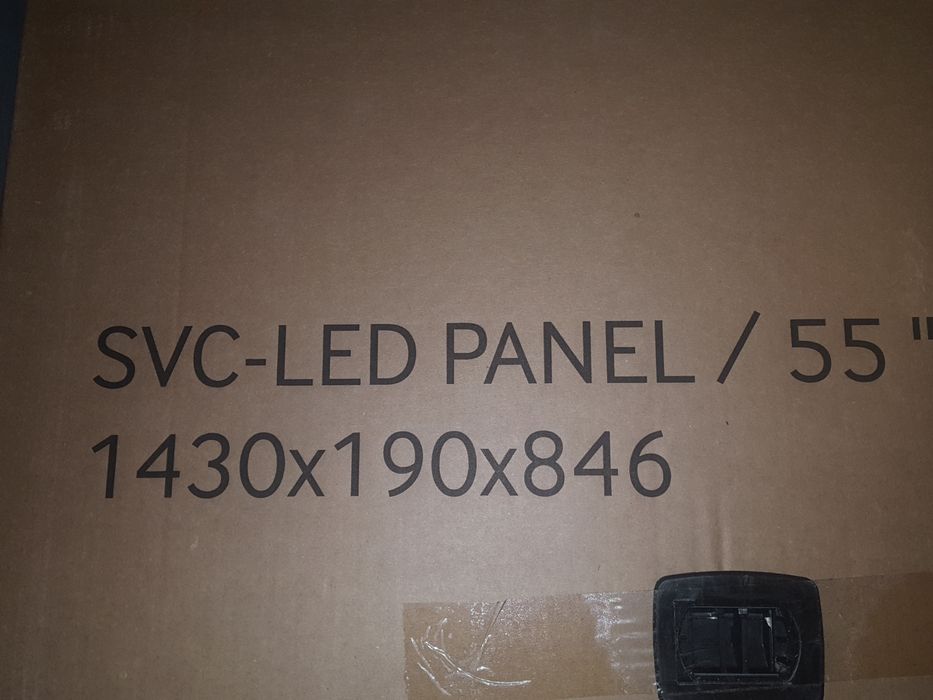 SVC-LED PANEL / 55 "
1430x190x846